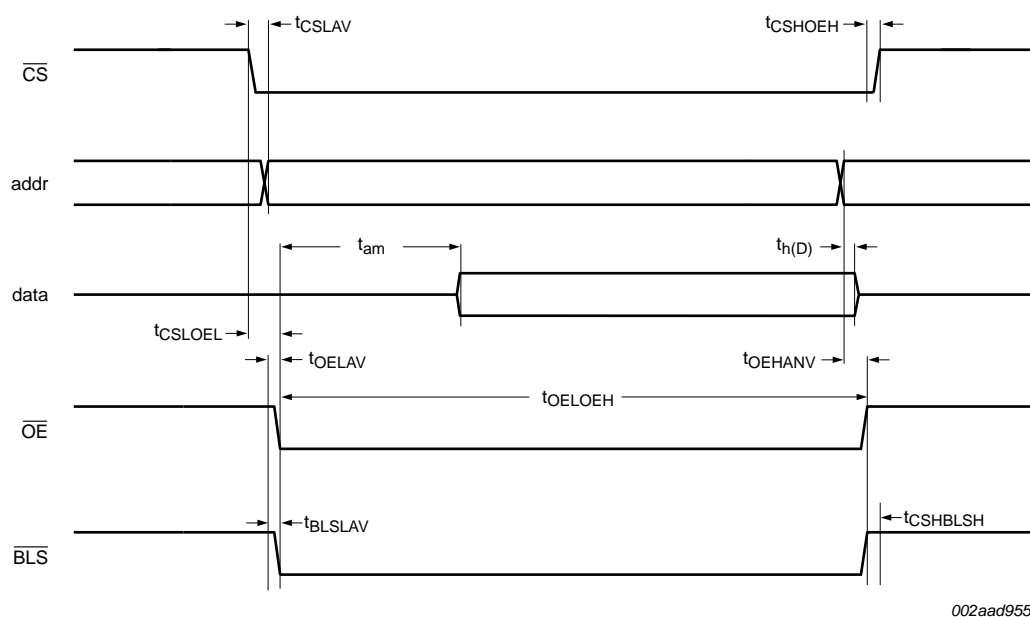 tCSLAV
tCSHOEH
CS
addr
tam
th(D)
data
tCSLOEL
tOELAV
tOEHANV
tOELOEH
OE
tBLSLAV
tCSHBLSH
BLS
002aad955